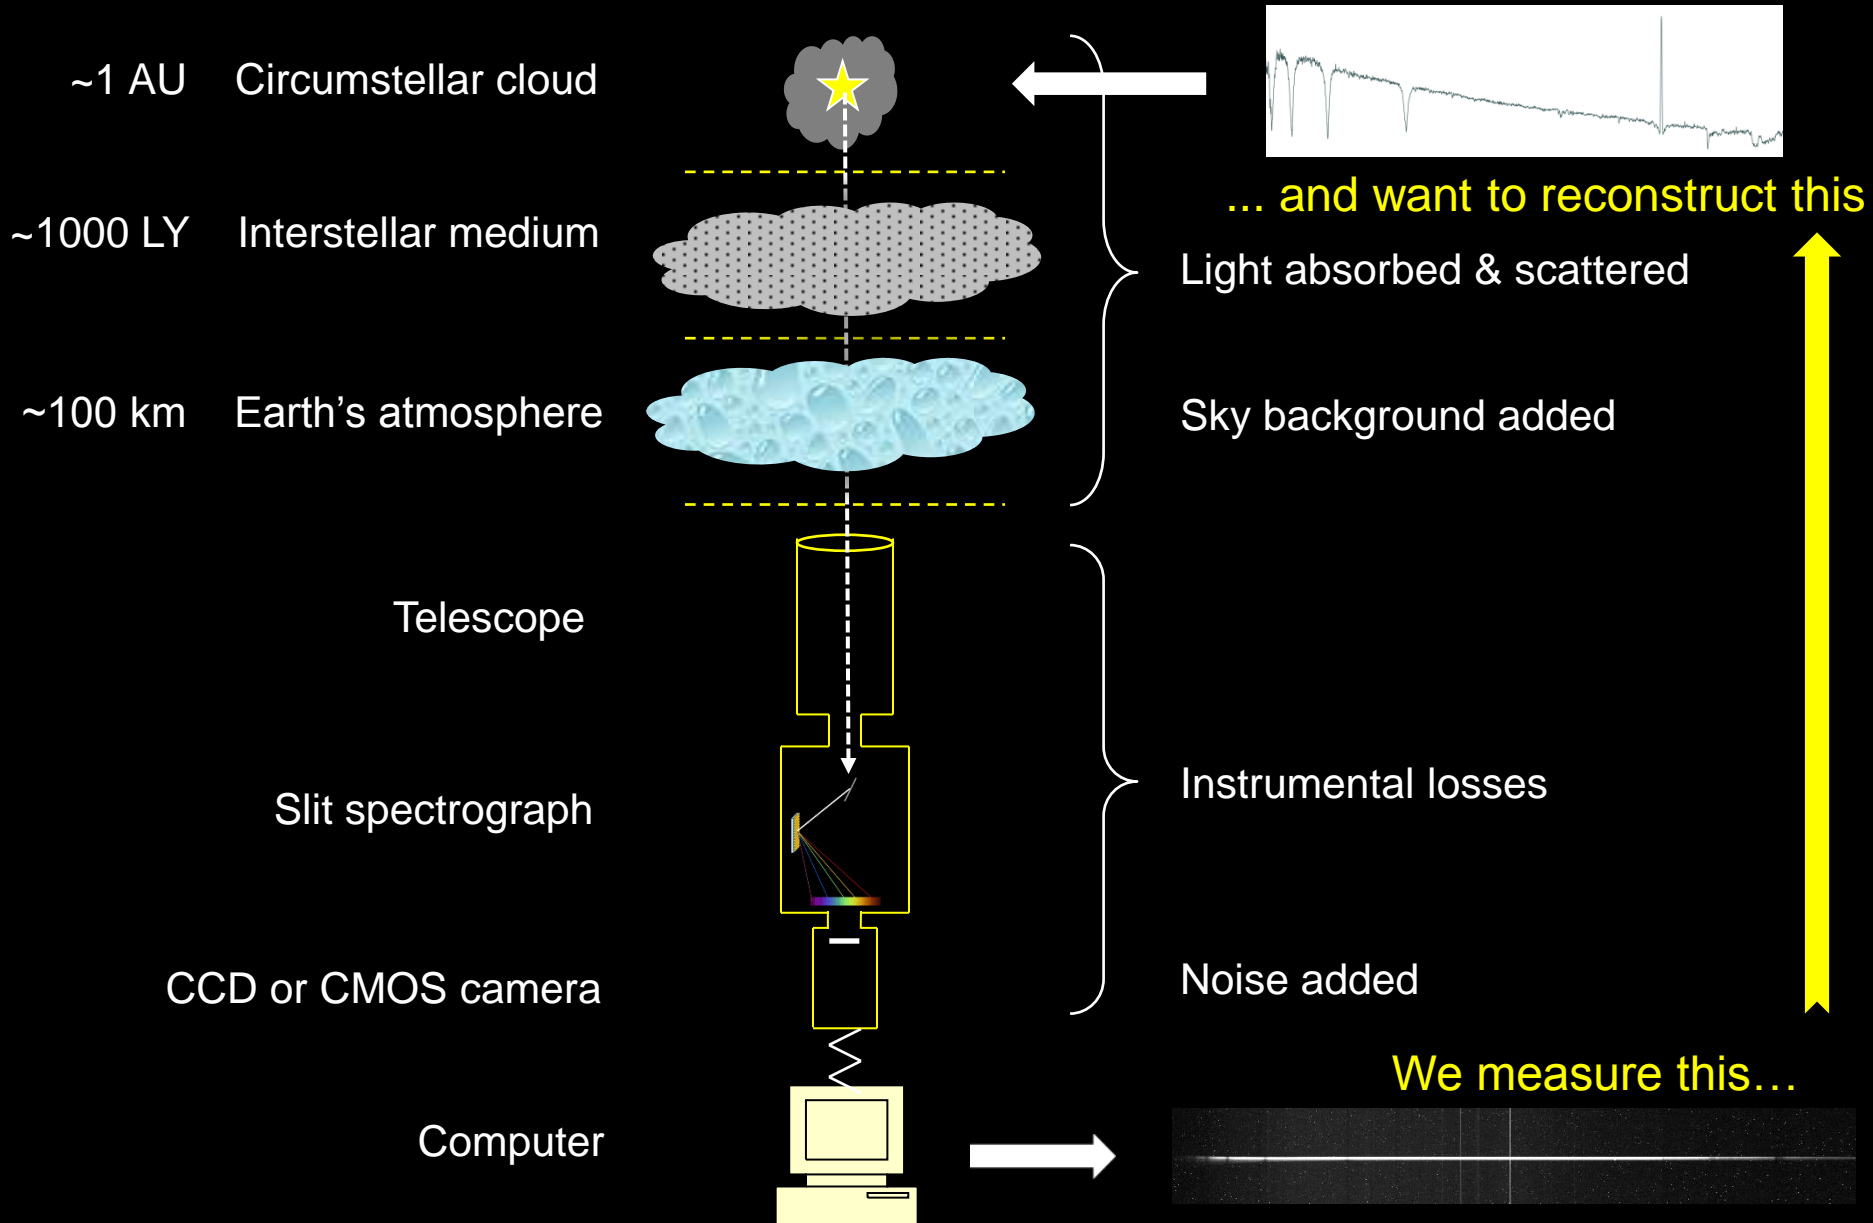 ~1 AU Circumstellar cloud
... and want to reconstruct this
~1000 LY Interstellar medium
Light absorbed & scattered
~100 km Earth’s atmosphere
Sky background added
Telescope
Slit spectrograph
Instrumental losses
CCD or CMOS camera
Noise added
We measure this…
Computer